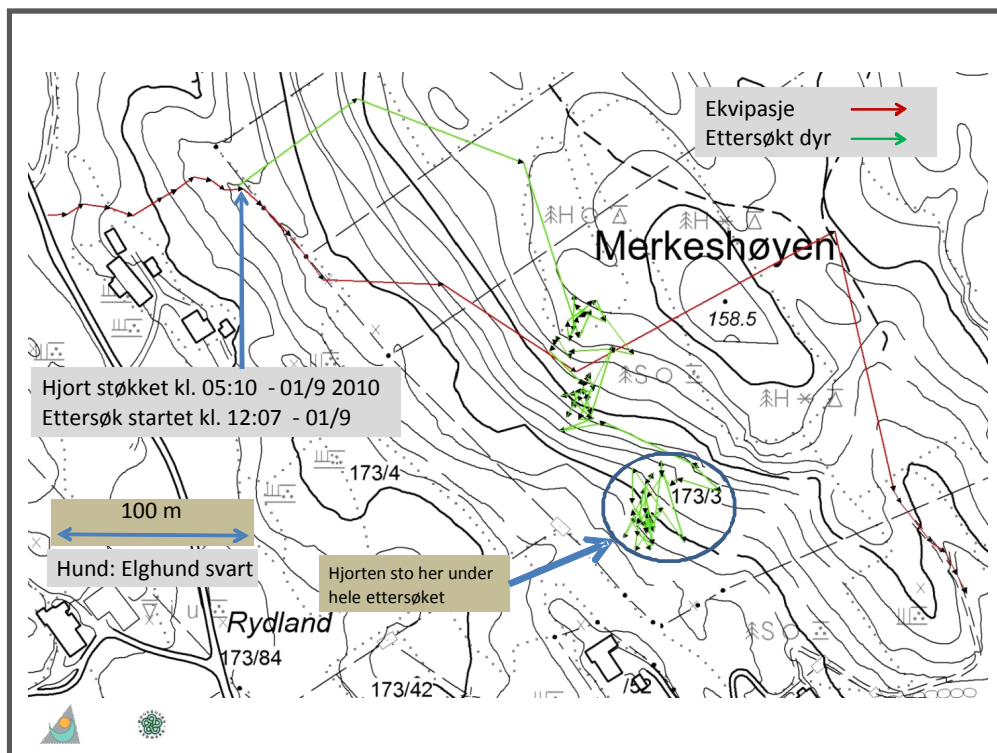 Ekvipasje
Ettersøkt dyr
Merkeshøyen
158.5
Hjort støkket kl. 05:10 - 01/9 2010
Ettersøk startet kl. 12:07 - 01/9
173/4
173/3
100 m
Hund: Elghund svart
Hjorten sto her under
hele ettersøket
Rydland
173/84
173/42